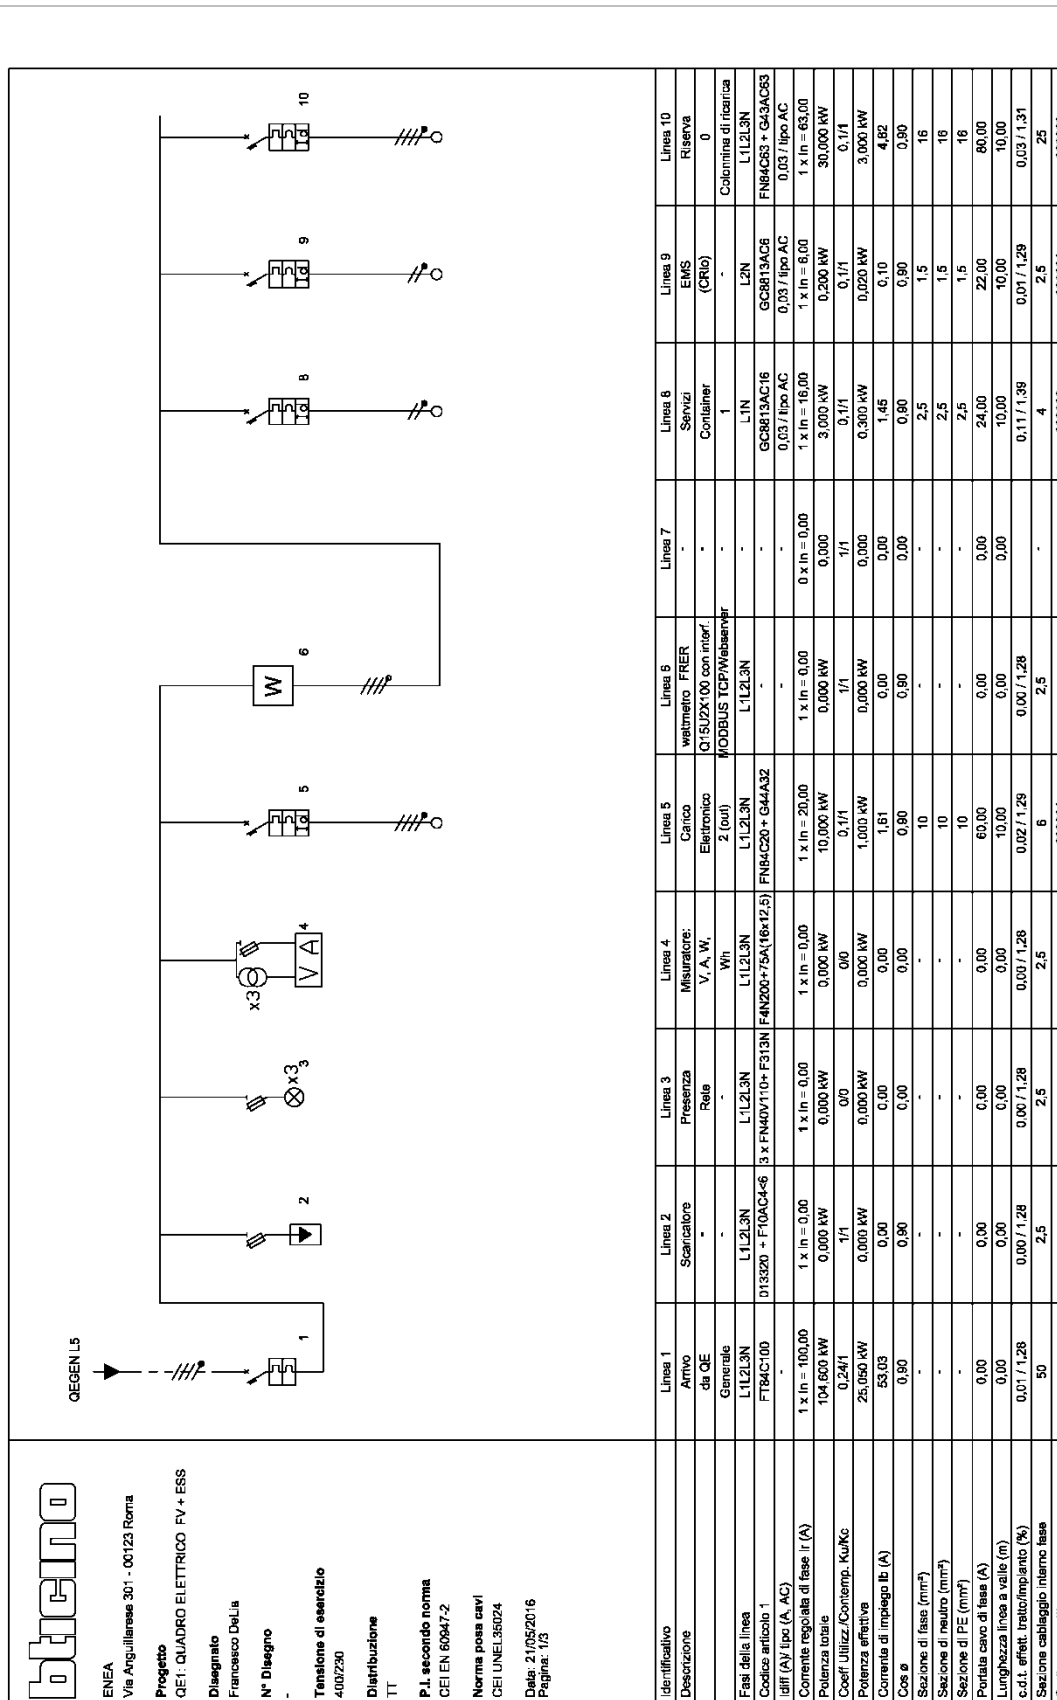 bticino
ENEA
Via Anguillarese 301 - 00123 Roma
Progetto
QE1: QUADRO ELETTRICO FV + ESS
Disegnato
Francesco DeLia
N° Disegno
-
Tensione di esercizio
400/230
Distribuzione
TT
P.I. secondo norma
CEI EN 60947-2
Norma posa cavi
CEI UNEL35024
Data: 21/05/2016
Pagina: 1/3
QEGEN L5
1
2
x3
3
x3
V A
4
5
W
6
8
9
10
Identificativo Linea 1 Linea 2 Linea 3 Linea 4 Linea 5 Linea 6 Linea 7 Linea 8 Linea 9 Linea 10
Descrizione Arrivo Scaricatore Presenza Misuratore: Carico wattmetro FRER - Servizi EMS Riserva
da QE - Rete V, A, W, Elettronico Q15U2X100 con interf. - Container (CRIo) 0
Generale - - Wh 2 (out) MODBUS TCP/Webserver - 1 - Colonnina di ricarica
Fasi della linea L1L2L3N L1L2L3N L1L2L3N L1L2L3N L1L2L3N L1L2L3N - L1N L2N L1L2L3N
Codice articolo 1 FT84C100 013320 + F10AC4<6 3 x FN40V110+ F313N F4N200+75A(16x12,5) FN84C20 + G44A32 - - GC8813AC16 GC8813AC6 FN84C63 + G43AC63
Idiff (A)/ tipo (A, AC) - - - 0,03 / tipo AC 0,03 / tipo AC 0,03 / tipo AC
Corrente regolata di fase Ir (A) 1 x In = 100,00 1 x In = 0,00 1 x In = 0,00 1 x In = 0,00 1 x In = 20,00 1 x In = 0,00 0 x In = 0,00 1 x In = 16,00 1 x In = 6,00 1 x In = 63,00
Potenza totale 104,600 kW 0,000 kW 0,000 kW 0,000 kW 10,000 kW 0,000 kW 0,000 3,000 kW 0,200 kW 30,000 kW
Coeff Utilizz./Contemp. Ku/Kc 0,24/1 1/1 0/0 0/0 0,1/1 1/1 1/1 0,1/1 0,1/1 0,1/1
Potenza effettiva 25,050 kW 0,000 kW 0,000 kW 0,000 kW 1,000 kW 0,000 kW 0,000 0,300 kW 0,020 kW 3,000 kW
Corrente di impiego Ib (A) 53,03 0,00 0,00 0,00 1,61 0,00 0,00 1,45 0,10 4,82
Cos ø 0,90 0,90 0,00 0,00 0,90 0,90 0,00 0,90 0,90 0,90
Sezione di fase (mm²) - - - - 10 - - 2,5 1,5 16
Sezione di neutro (mm²) - - - - 10 - - 2,5 1,5 16
Sezione di PE (mm²) - - - - 10 - - 2,5 1,5 16
Portata cavo di fase (A) 0,00 0,00 0,00 0,00 60,00 0,00 0,00 24,00 22,00 80,00
Lunghezza linea a valle (m) 0,00 0,00 0,00 0,00 10,00 0,00 0,00 10,00 10,00 10,00
c.d.t. effett. tratto/impianto (%) 0,01 / 1,28 0,00 / 1,28 0,00 / 1,28 0,00 / 1,28 0,02 / 1,29 0,00 / 1,28 0,11 / 1,39 0,01 / 1,29 0,03 / 1,31
Sezione cablaggio interno fase 50 2,5 2,5 2,5 6 2,5 - 4 2,5 25